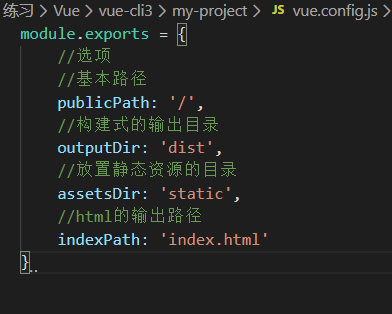 练习 > Vue > vue-cli3 > my-project > JS vue.config.js
module.exports = {
//选项
//基本路径
publicPath: '/',
//构建式的输出目录
outputDir: 'dist',
//放置静态资源的目录
assetsDir: 'static',
//html的输出路径
indexPath: 'index.html'
}